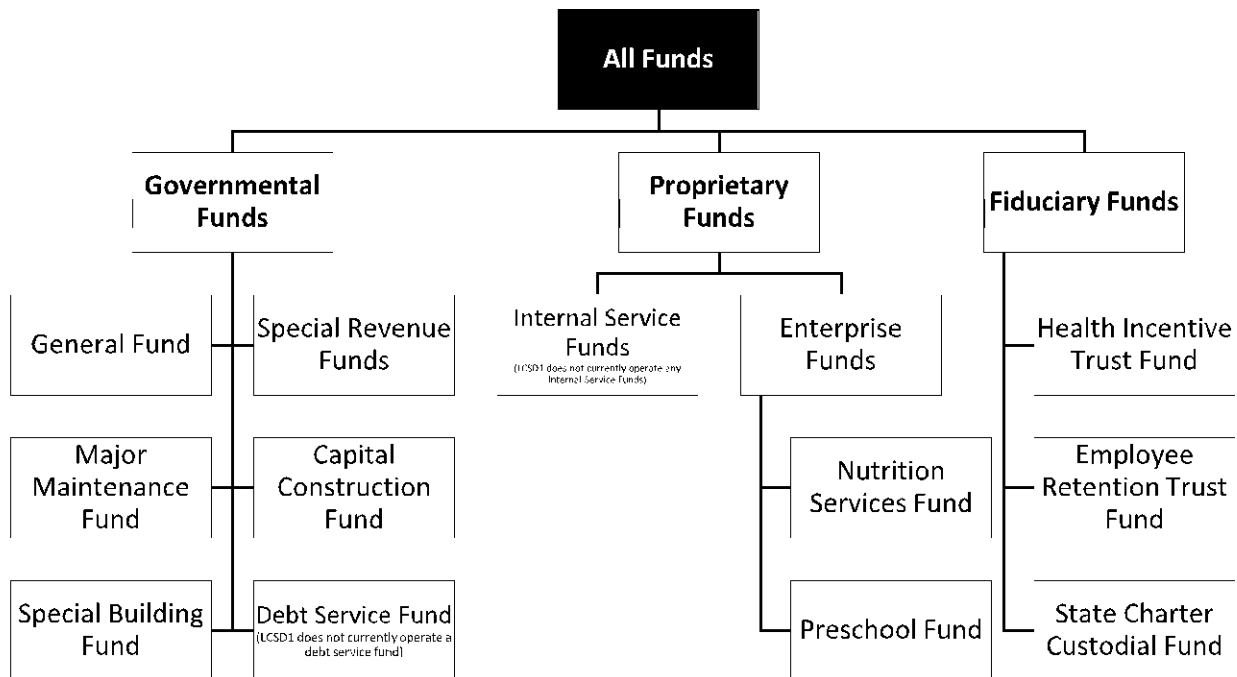 All Funds
Governmental
Funds
Proprietary
Funds
Fiduciary Funds
General Fund
Special Revenue
Funds
Internal Service
Funds
(LCSD1 does not currently operate any
Internal Service Funds)
Enterprise
Funds
Health Incentive
Trust Fund
Major
Maintenance
Fund
Capital
Construction
Fund
Nutrition
Services Fund
Employee
Retention Trust
Fund
Special Building
Fund
Debt Service Fund
(LCSD1 does not currently operate a
debt service fund)
Preschool Fund
State Charter
Custodial Fund